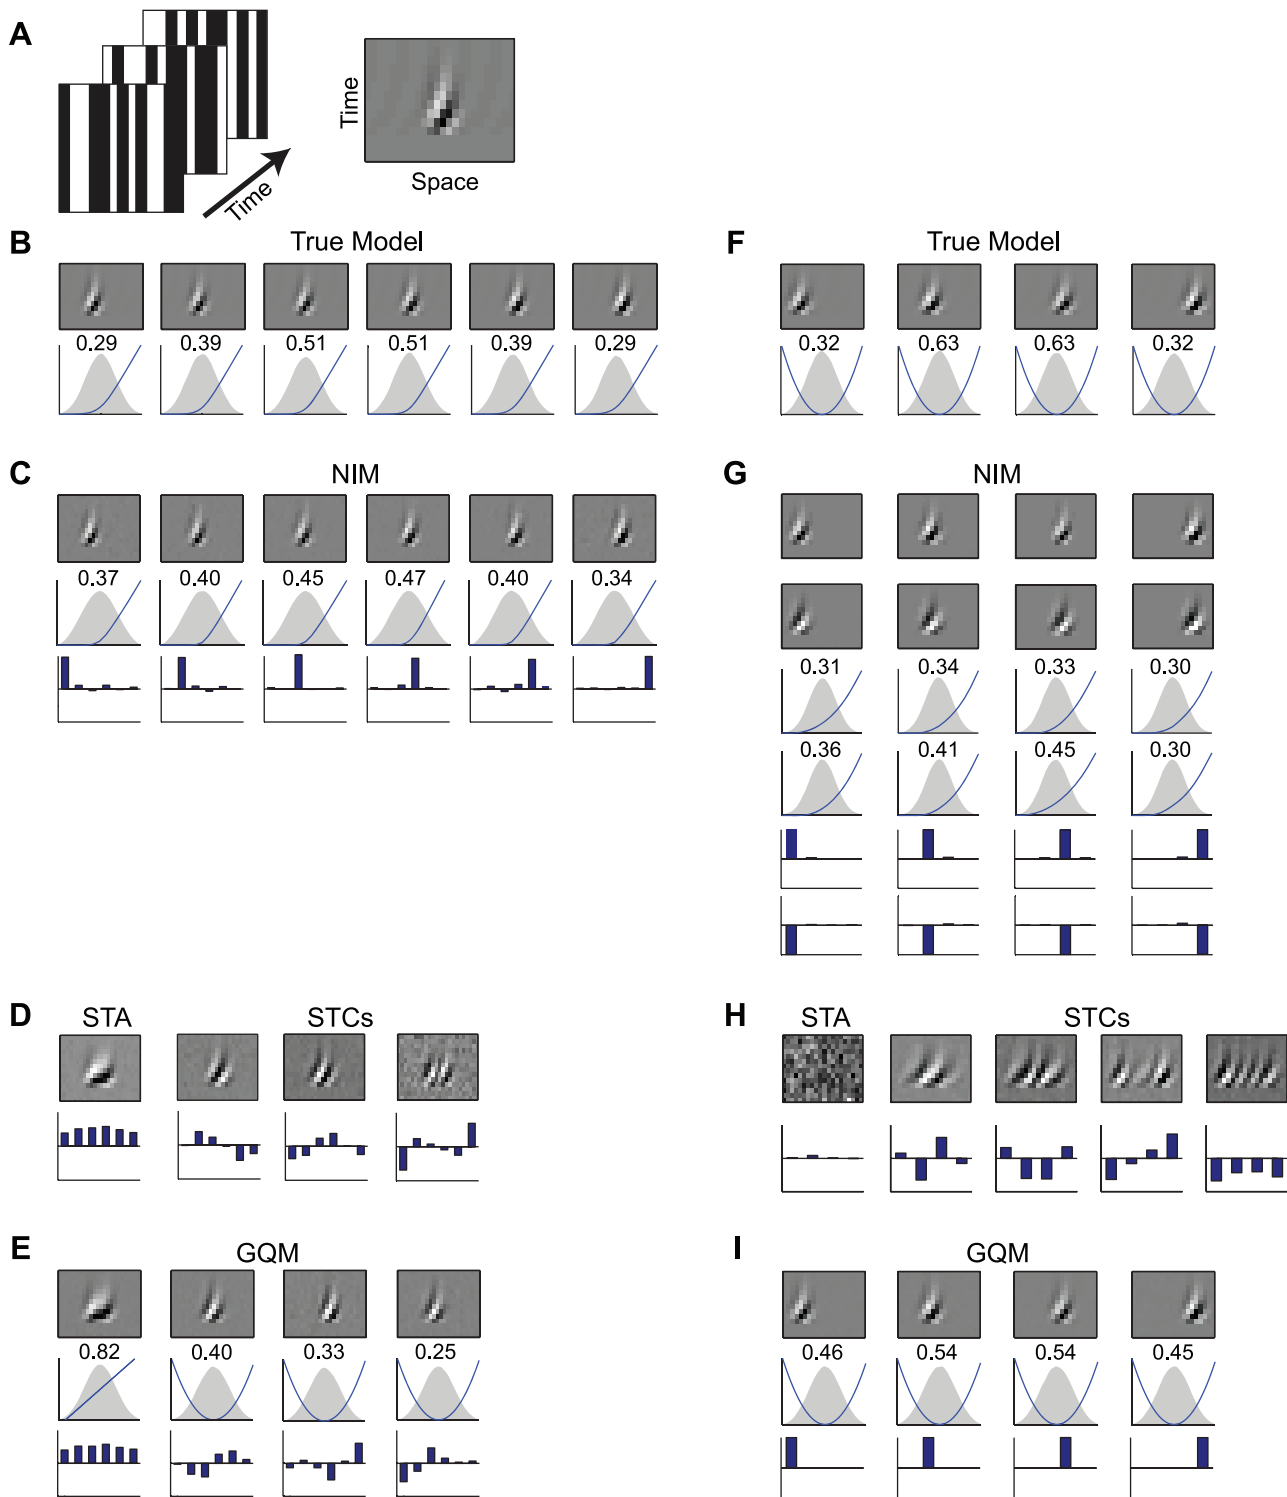 A
Time
Time
Space
B
True Model
0.29 0.39 0.51 0.51 0.39 0.29
C
NIM
0.37 0.40 0.45 0.47 0.40 0.34
D
STA STCs
E
GQM
0.82 0.40 0.33 0.25
F
True Model
0.32 0.63 0.63 0.32
G
NIM
0.31 0.34 0.33 0.30
0.36 0.41 0.45 0.30
H
STA STCs
I
GQM
0.46 0.54 0.54 0.45